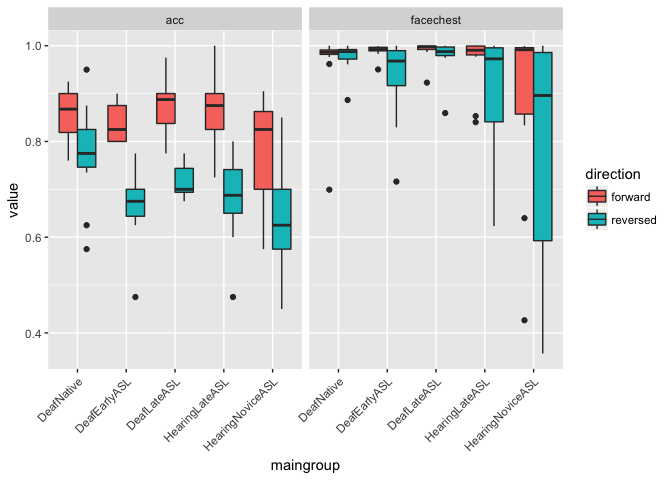 acc
facechest
value
1.0
0.8
0.6
0.4
DeafNative
DeafEarlyASL
DeafLateASL
HearingLateASL
HearingNoviceASL
DeafNative
DeafEarlyASL
DeafLateASL
HearingLateASL
HearingNoviceASL
maingroup
direction
forward
reversed